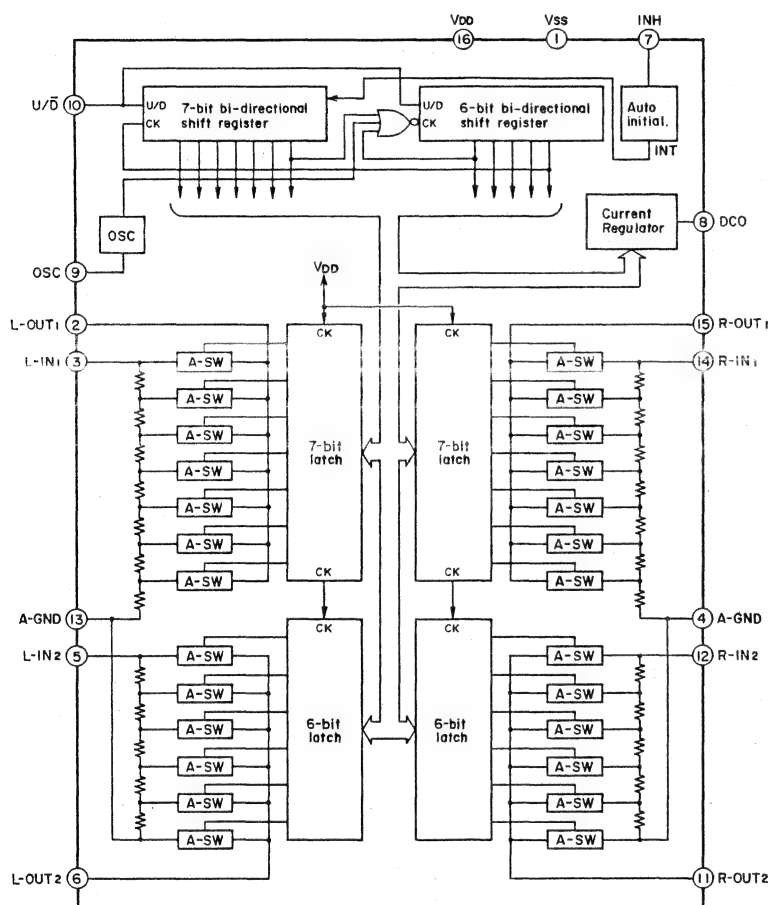 VDD VSS INH
16 1 7
U/D̄ 10
U/D 7-bit bi-directional
CK shift register
U/D 6-bit bi-directional
CK shift register
Auto
initial.
INT
OSC
Current
Regulator
8 DCO
OSC 9
VDD
L-OUT1 2
15 R-OUT1
CK
CK
L-IN1 3
A-SW
A-SW
14 R-IN1
A-SW
A-SW
A-SW
A-SW
7-bit
latch
7-bit
latch
A-SW
A-SW
A-SW
A-SW
A-SW
A-SW
A-SW
A-SW
CK
CK
A-GND 13
4 A-GND
CK
CK
L-IN2 5
A-SW
A-SW
12 R-IN2
A-SW
A-SW
A-SW
A-SW
6-bit
latch
6-bit
latch
A-SW
A-SW
A-SW
A-SW
A-SW
A-SW
L-OUT2 6
11 R-OUT2